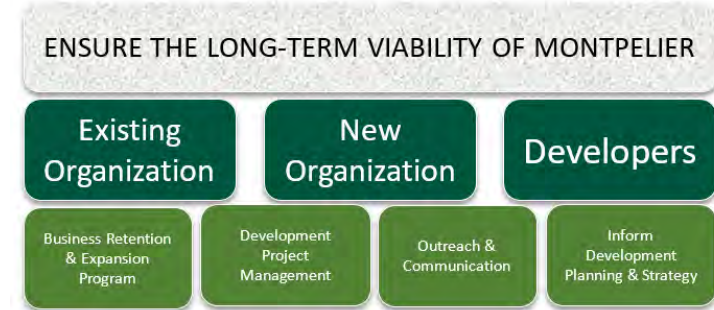 ENSURE THE LONG-TERM VIABILITY OF MONTPELIER
Existing
Organization
New
Organization
Developers
Business Retention
& Expansion
Program
Development
Project
Management
Outreach &
Communication
Inform
Development
Planning & Strategy